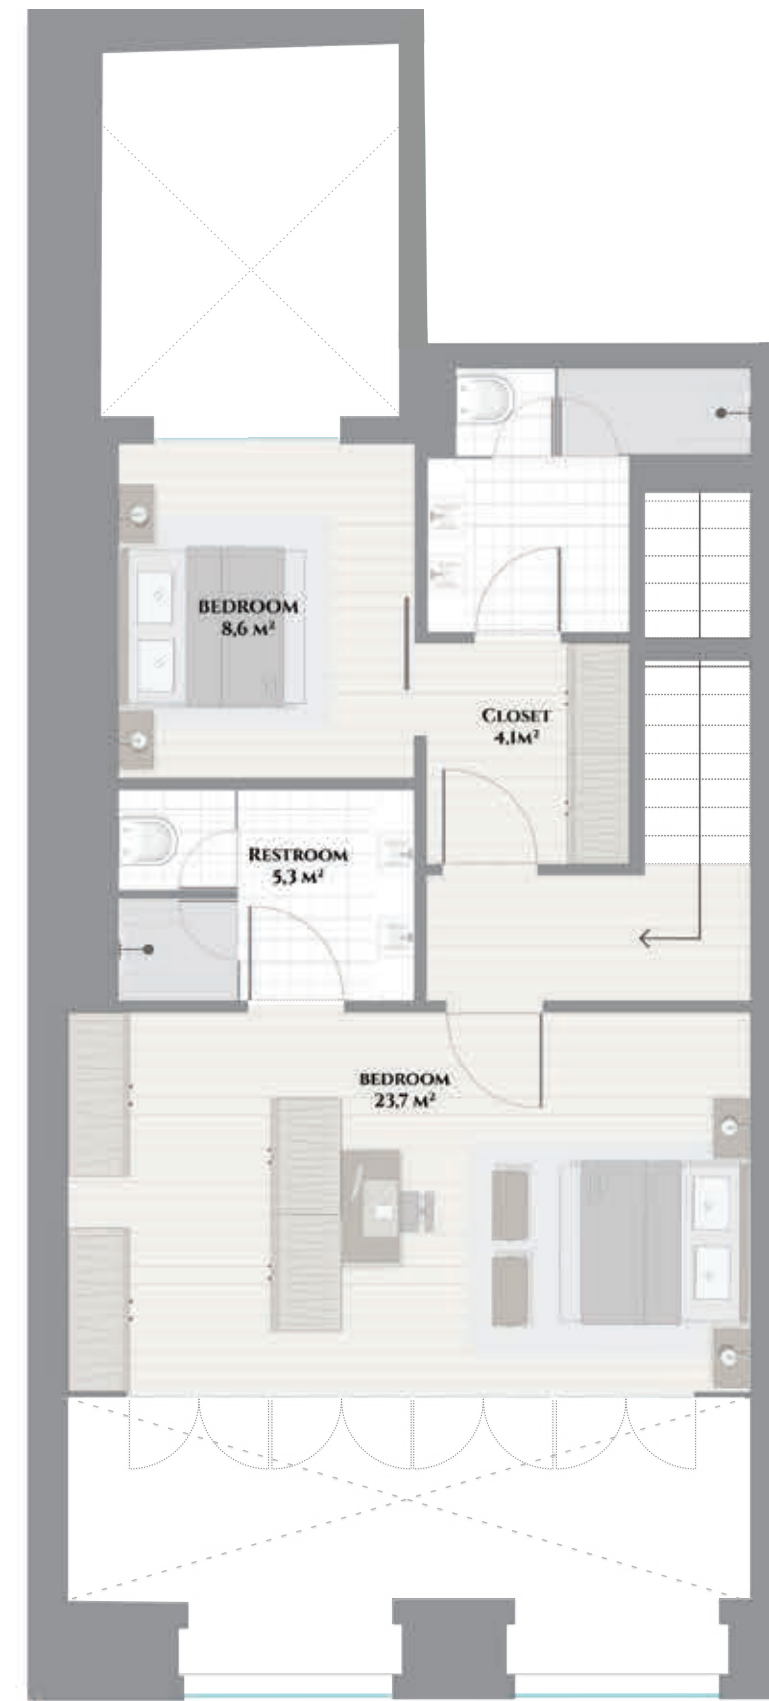 BEDROOM
8,6 M²
CLOSET
4,1M²
RESTROOM
5,3 M²
BEDROOM
23,7 M²